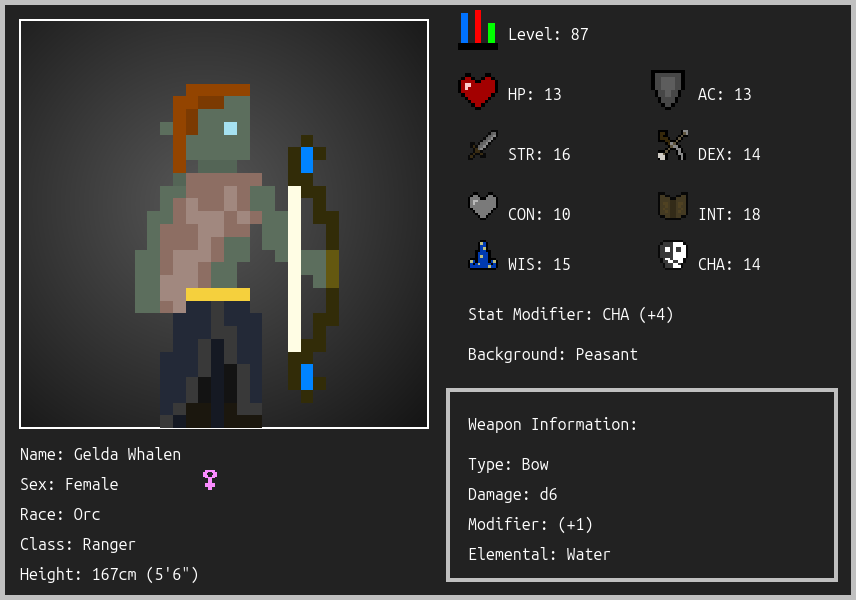 Level: 87
HP: 13
AC: 13
STR: 16
DEX: 14
CON: 10
INT: 18
WIS: 15
CHA: 14
Stat Modifier: CHA (+4)
Background: Peasant
Weapon Information:
Type: Bow
Damage: d6
Modifier: (+1)
Elemental: Water
Name: Gelda Whalen
Sex: Female
Race: Orc
Class: Ranger
Height: 167cm (5'6")